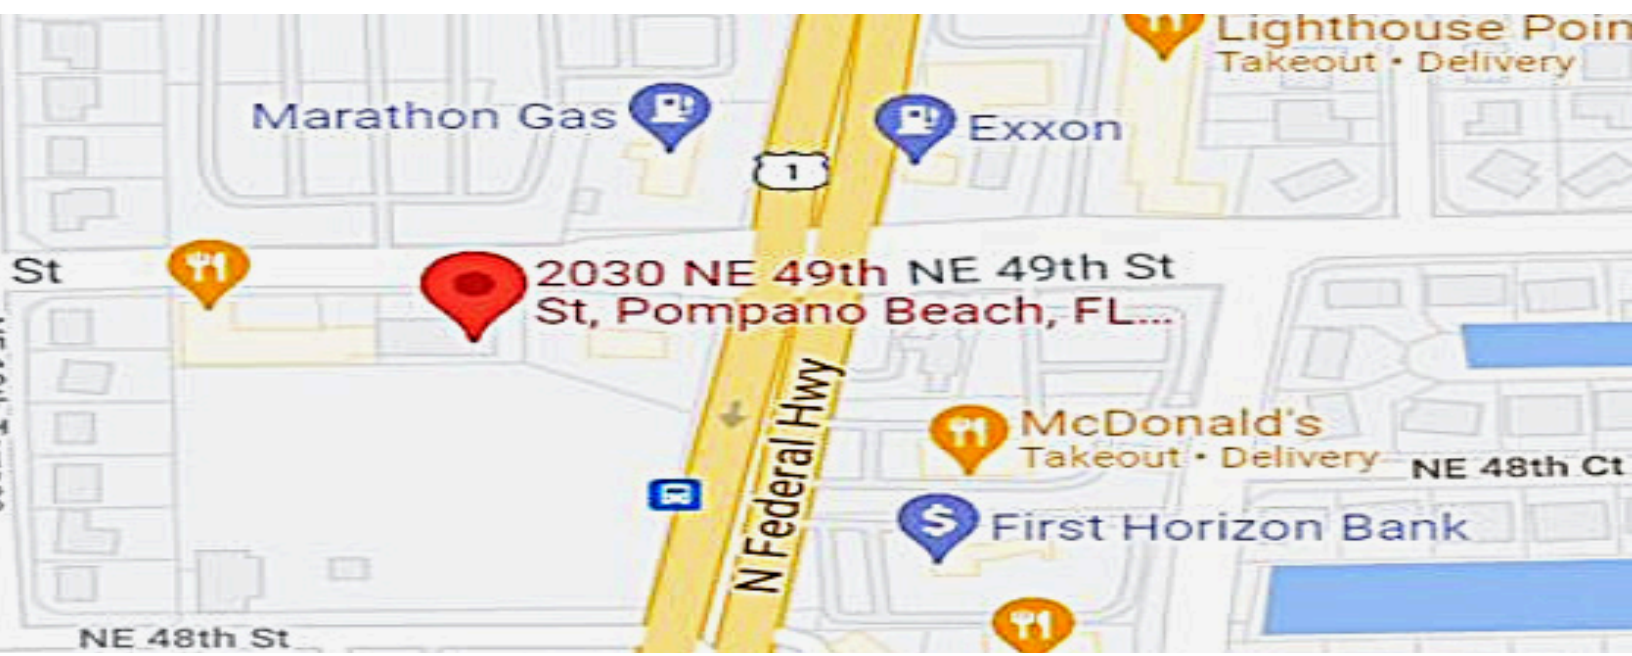 Lighthouse Poin
Takeout • Delivery
Marathon Gas
Exxon
1
St
2030 NE 49th
St, Pompano Beach, FL...
NE 49th St
N Federal Hwy
McDonald's
Takeout • Delivery
NE 48th Ct
$
First Horizon Bank
NE 48th St